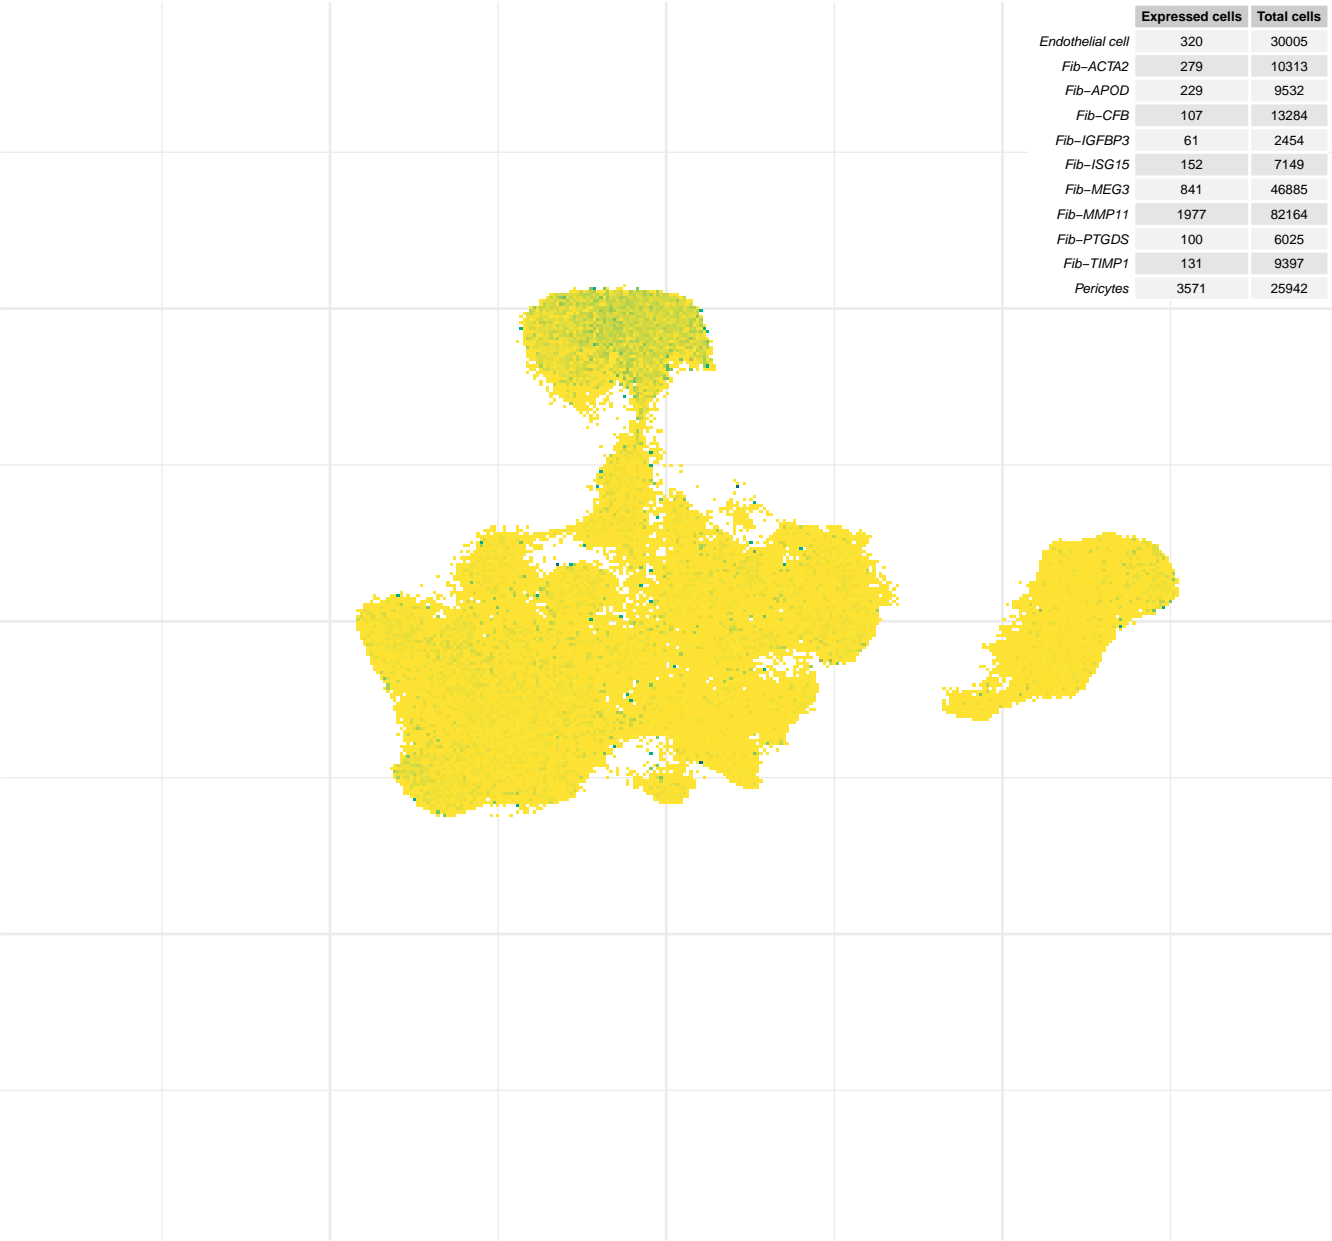 Expressed cells Total cells
Endothelial cell 320 30005
Fib−ACTA2 279 10313
Fib−APOD 229 9532
Fib−CFB 107 13284
Fib−IGFBP3 61 2454
Fib−ISG15 152 7149
Fib−MEG3 841 46885
Fib−MMP11 1977 82164
Fib−PTGDS 100 6025
Fib−TIMP1 131 9397
Pericytes 3571 25942